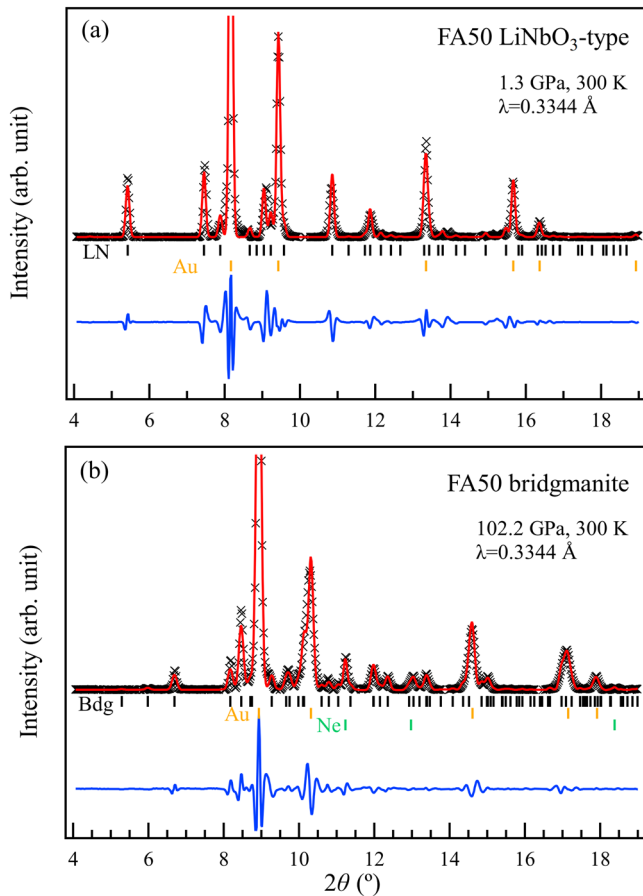 (a)
FA50 LiNbO₃-type
1.3 GPa, 300 K
λ=0.3344 Å
Intensity (arb. unit)
LN
Au
4 6 8 10 12 14 16 18
(b)
FA50 bridgmanite
102.2 GPa, 300 K
λ=0.3344 Å
Intensity (arb. unit)
Bdg
Au
Ne
4 6 8 10 12 14 16 18
2θ (º)